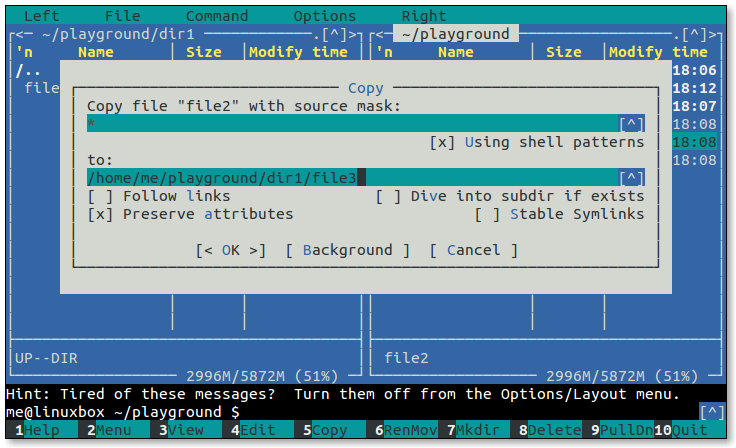 Left File Command Options Right
<─ ~/playground/dir1 ─.[^]> <─ ~/playground ─.[^]>
'n Name Size Modify time 'n Name Size Modify time
/.. 18:06
file 18:12
Copy
Copy file "file2" with source mask: 18:07
* [^] 18:08
[x] Using shell patterns 18:08
to: 18:08
/home/me/playground/dir1/file3 [^]
[ ] Follow links [ ] Dive into subdir if exists
[x] Preserve attributes [ ] Stable Symlinks
[< OK >] [ Background ] [ Cancel ]
UP--DIR file2
2996M/5872M (51%) 2996M/5872M (51%)
Hint: Tired of these messages? Turn them off from the Options/Layout menu.
me@linuxbox ~/playground $ [^]
1Help 2Menu 3View 4Edit 5Copy 6RenMov 7Mkdir 8Delete 9PullDn 10Quit